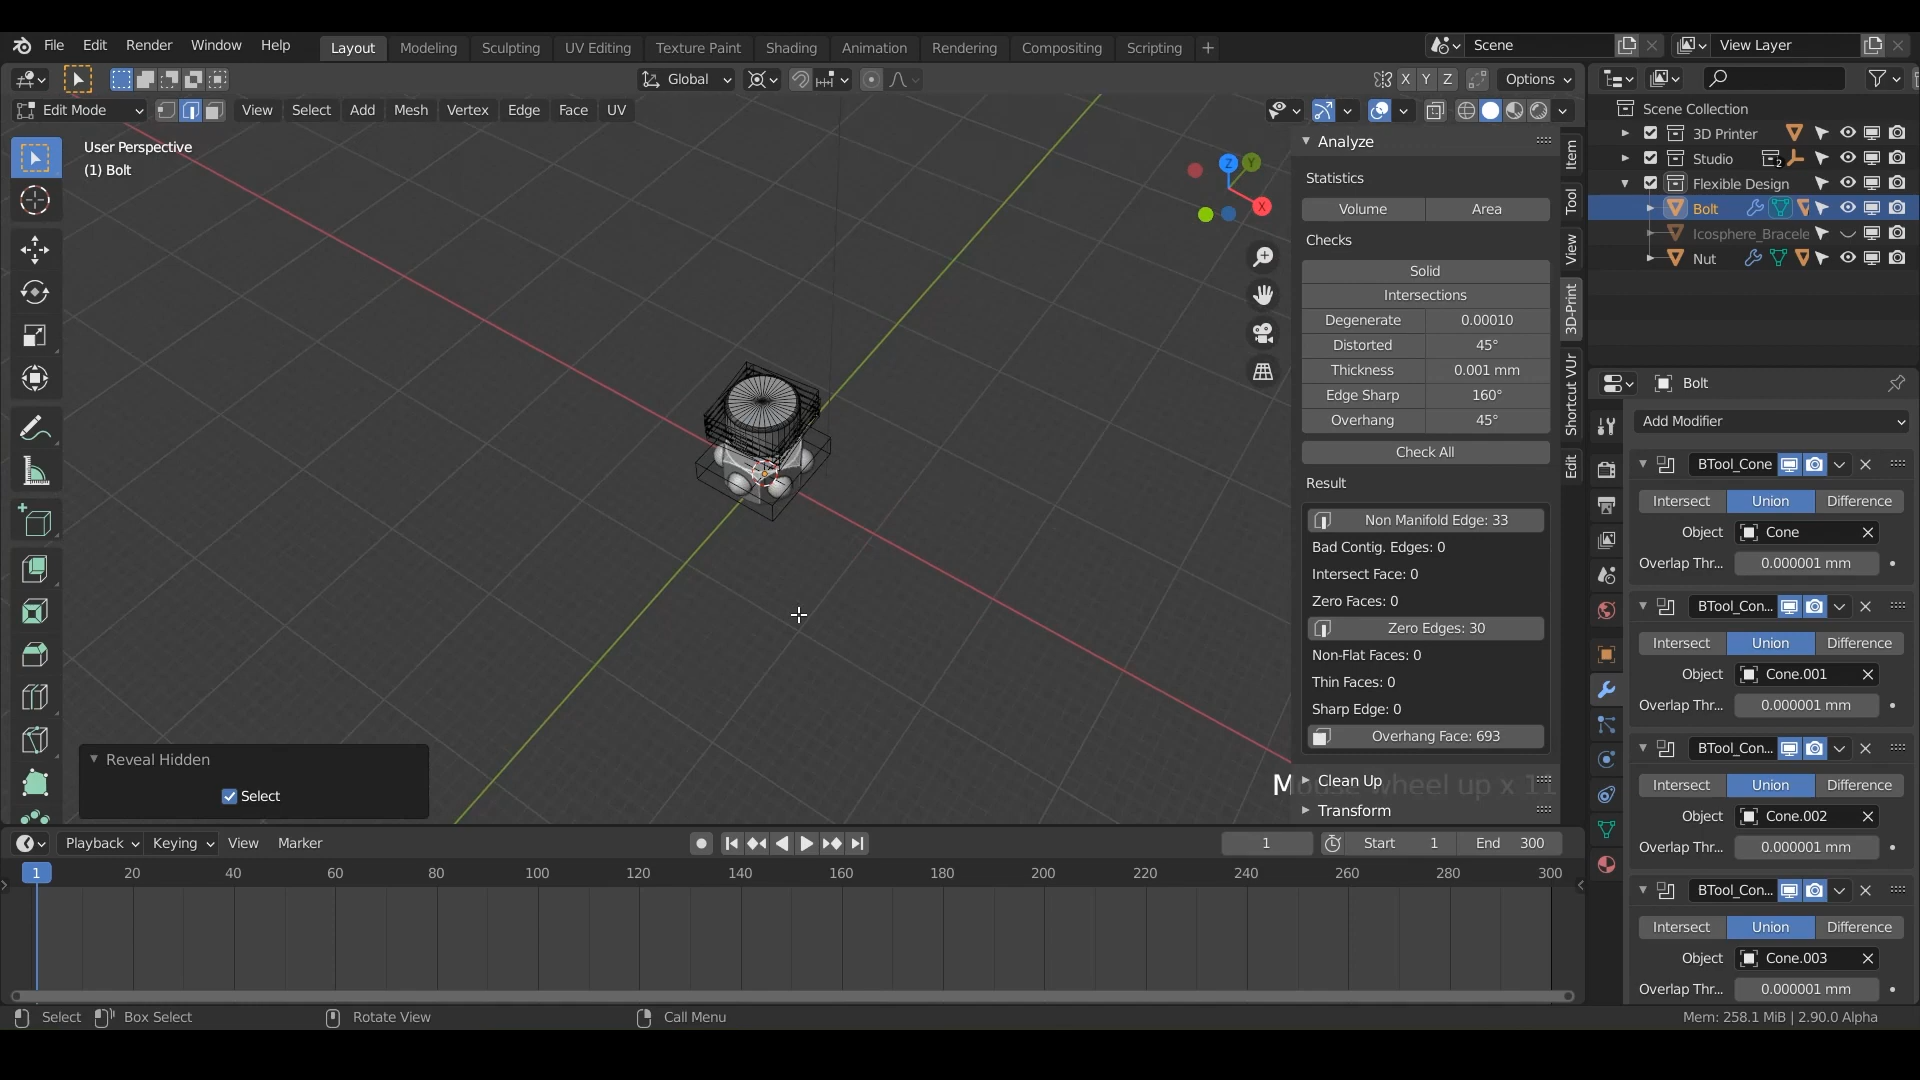 File Edit Render Window Help Layout Modeling Sculpting UV Editing Texture Paint Shading Animation Rendering Compositing Scripting + Scene View Layer
Global X Y Z Options
Edit Mode View Select Add Mesh Vertex Edge Face UV
User Perspective
(1) Bolt
Z Y X
Analyze
Statistics
Volume Area
Checks
Solid
Intersections
Degenerate 0.00010
Distorted 45°
Thickness 0.001 mm
Edge Sharp 160°
Overhang 45°
Check All
Result
Non Manifold Edge: 33
Bad Contig. Edges: 0
Intersect Face: 0
Zero Faces: 0
Zero Edges: 30
Non-Flat Faces: 0
Thin Faces: 0
Sharp Edge: 0
Overhang Face: 693
Clean Up
Transform
Mouse wheel up x 11
Item
Tool
View
3D-Print
Shortcut VUr
Edit
Scene Collection
3D Printer
Studio 2
Flexible Design
Bolt
Icosphere_Bracele
Nut
Bolt
Add Modifier
BTool_Cone
Intersect Union Difference
Object Cone
Overlap Thr... 0.000001 mm
BTool_Con...
Intersect Union Difference
Object Cone.001
Overlap Thr... 0.000001 mm
BTool_Con...
Intersect Union Difference
Object Cone.002
Overlap Thr... 0.000001 mm
BTool_Con...
Intersect Union Difference
Object Cone.003
Overlap Thr... 0.000001 mm
Reveal Hidden
Select
Playback Keying View Marker 1 Start 1 End 300
1 20 40 60 80 100 120 140 160 180 200 220 240 260 280 300
Select Box Select Rotate View Call Menu Mem: 258.1 MiB | 2.90.0 Alpha